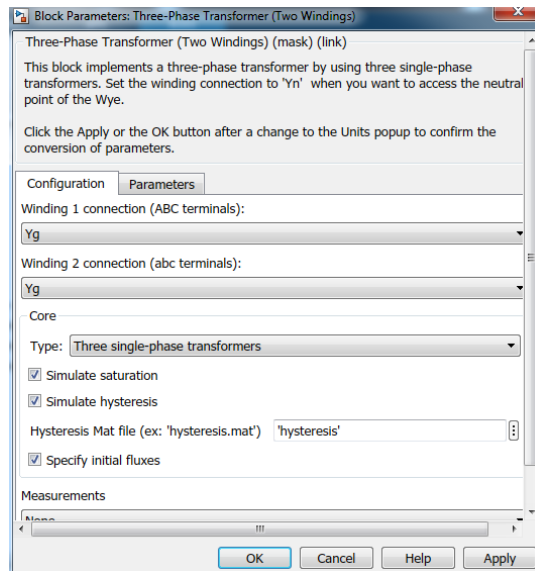 Block Parameters: Three-Phase Transformer (Two Windings)
Three-Phase Transformer (Two Windings) (mask) (link)
This block implements a three-phase transformer by using three single-phase
transformers. Set the winding connection to 'Yn' when you want to access the neutral
point of the Wye.
Click the Apply or the OK button after a change to the Units popup to confirm the
conversion of parameters.
Configuration Parameters
Winding 1 connection (ABC terminals):
Yg
Winding 2 connection (abc terminals):
Yg
Core
Type: Three single-phase transformers
Simulate saturation
Simulate hysteresis
Hysteresis Mat file (ex: 'hysteresis.mat') 'hysteresis'
Specify initial fluxes
Measurements
None
OK Cancel Help Apply